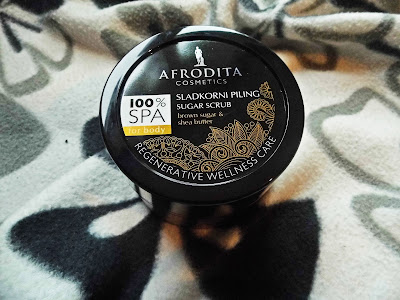 AFRODITA
COSMETICS
100%
SPA
for body
SLADKORNI PILING
SUGAR SCRUB
brown sugar &
shea butter
REGENERATIVE WELLNESS CARE